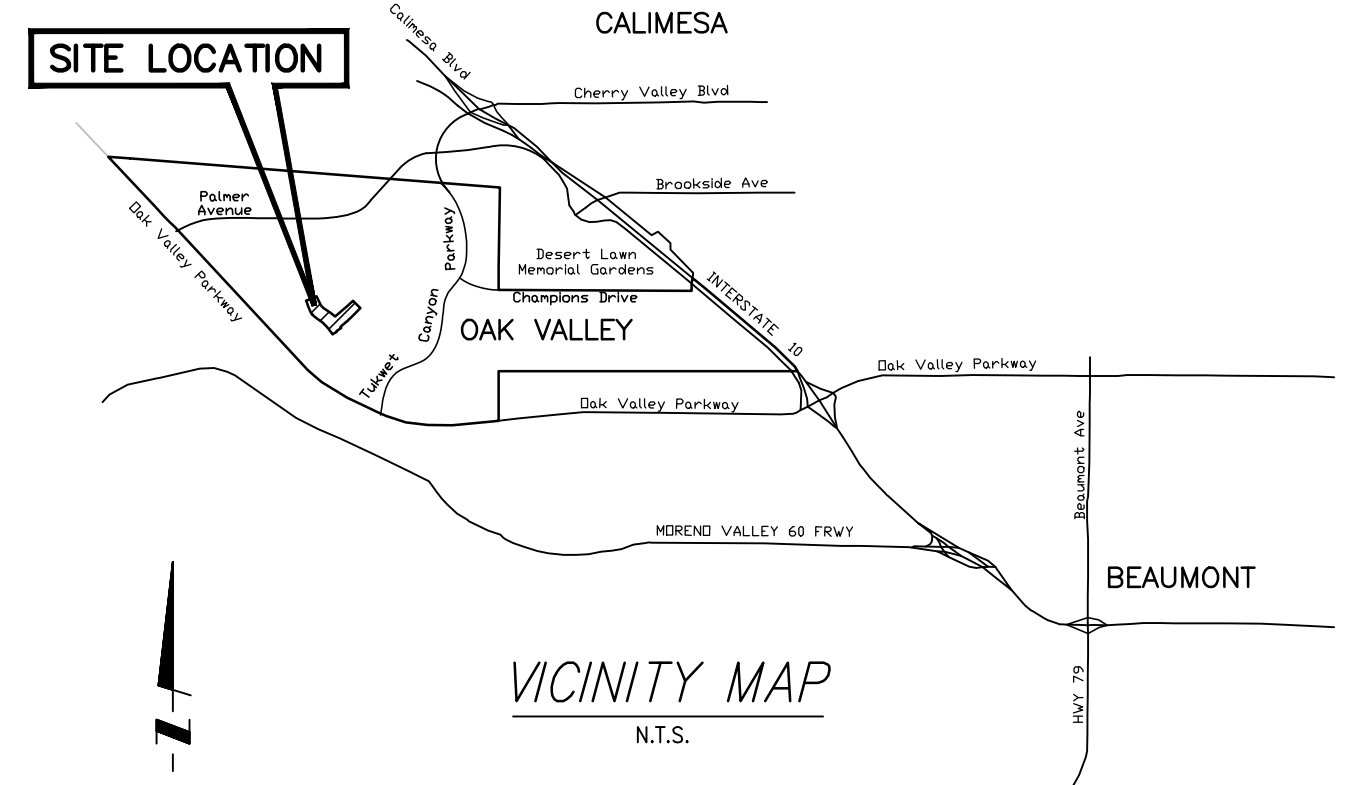 CALIMESA
Calimesa Blvd
SITE LOCATION
Cherry Valley Blvd
Brookside Ave
Palmer
Avenue
Oak Valley Parkway
Tukwet Canyon Parkway
Desert Lawn
Memorial Gardens
Champions Drive
INTERSTATE 10
OAK VALLEY
Oak Valley Parkway
Oak Valley Parkway
Beaumont Ave
MORENO VALLEY 60 FRWY
BEAUMONT
HWY 79
VICINITY MAP
N.T.S.
N